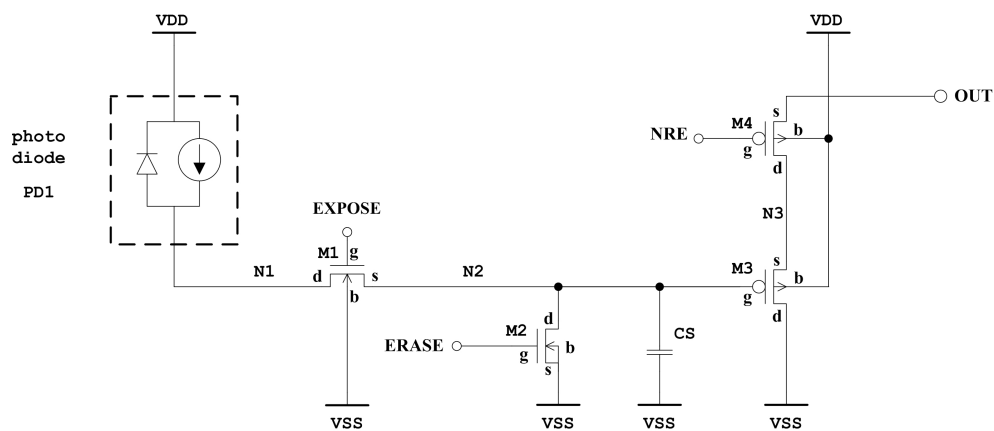 VDD
VDD
OUT
s
M4
b
NRE
g
d
photo
diode
PD1
N3
EXPOSE
M1
g
N1
d
s
N2
b
M3
s
b
g
d
d
M2
ERASE
b
g
s
CS
VSS
VSS
VSS
VSS